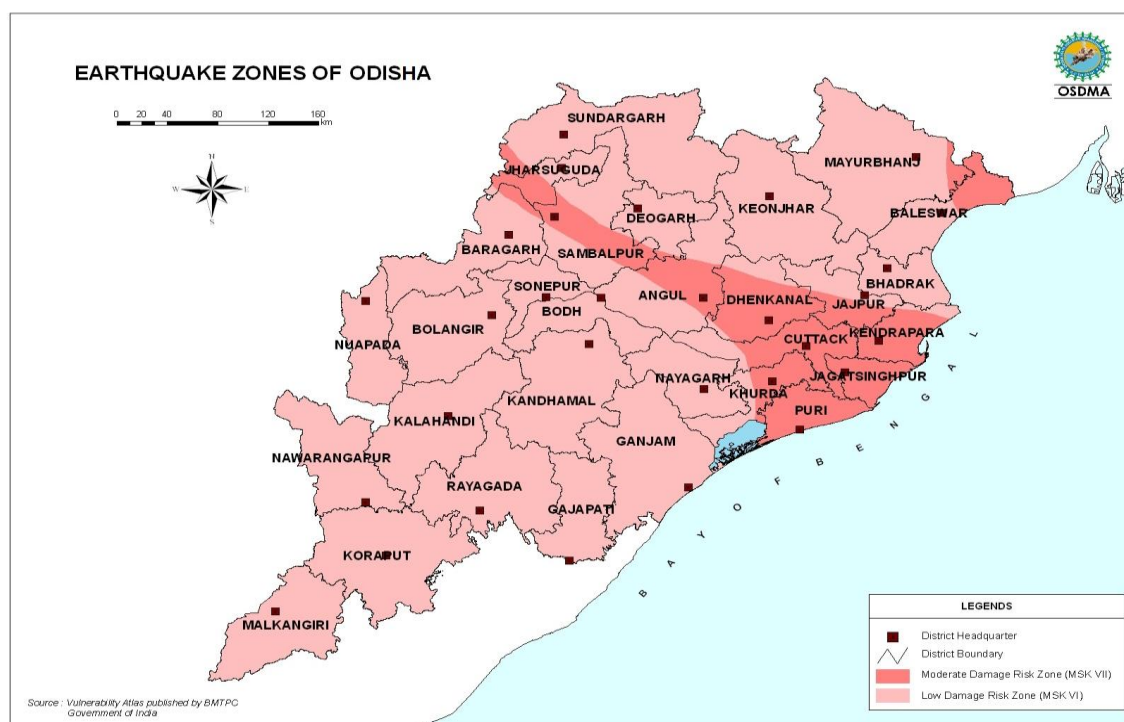 EARTHQUAKE ZONES OF ODISHA
OSDMA
0 20 40 80 120 160
km
N
W E
S
SUNDARGARH
MAYURBHANJ
JHARSUGUDA
KEONJHAR
BALESWAR
DEOGARH
BARAGARH
SAMBALPUR
BHADRAK
SONEPUR
ANGUL
DHENKANAL
JAJPUR
BODH
BOLANGIR
KENDRAPARA
CUTTACK
NUAPADA
NAYAGARH
JAGATSINGHPUR
KHURDA
KANDHAMAL
PURI
KALAHANDI
GANJAM
NAWARANGAPUR
RAYAGADA
GAJAPATI
KORAPUT
MALKANGIRI
BAY OF BENGAL
LEGENDS
District Headquarter
District Boundary
Moderate Damage Risk Zone (MSK VII)
Low Damage Risk Zone (MSK VI)
Source : Vulnerability Atlas published by BMTPC
Government of India